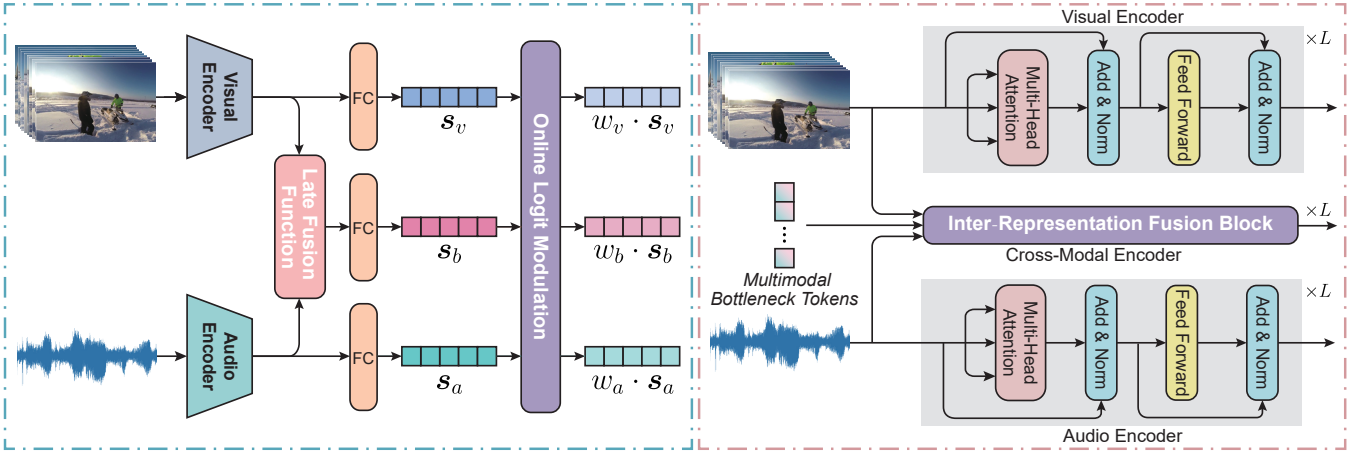 Visual
Encoder
FC
s_v
w_v · s_v
Late Fusion
Function
FC
s_b
w_b · s_b
Online Logit Modulation
Audio
Encoder
FC
s_a
w_a · s_a
Visual Encoder
×L
Multi-Head
Attention
Add & Norm
Feed Forward
Add & Norm
Inter-Representation Fusion Block
×L
Cross-Modal Encoder
Multimodal
Bottleneck Tokens
×L
Multi-Head
Attention
Add & Norm
Feed Forward
Add & Norm
Audio Encoder